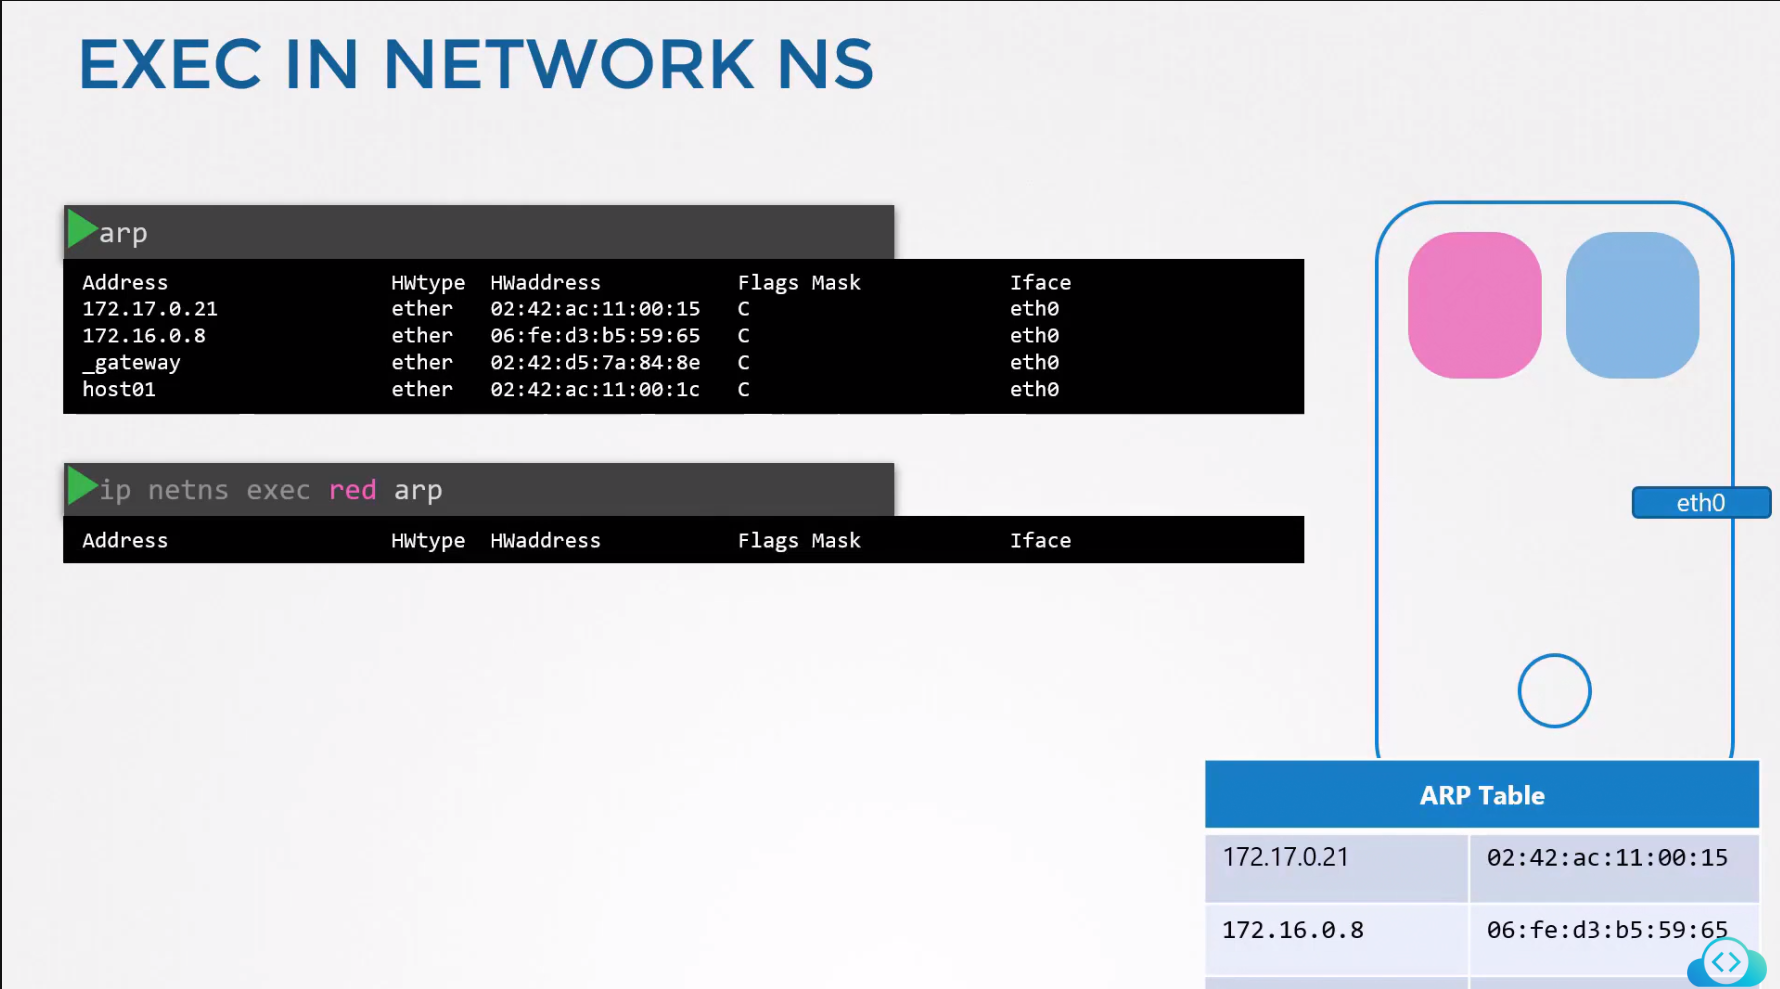 EXEC IN NETWORK NS
arp
Address HWtype HWaddress Flags Mask Iface
172.17.0.21 ether 02:42:ac:11:00:15 C eth0
172.16.0.8 ether 06:fe:d3:b5:59:65 C eth0
_gateway ether 02:42:d5:7a:84:8e C eth0
host01 ether 02:42:ac:11:00:1c C eth0
ip netns exec red arp
Address HWtype HWaddress Flags Mask Iface
eth0
ARP Table
172.17.0.21 02:42:ac:11:00:15
172.16.0.8 06:fe:d3:b5:59:65